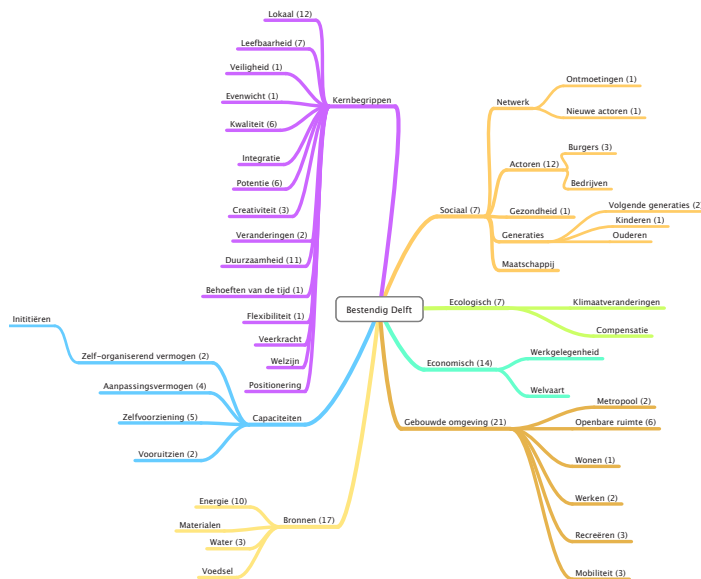 Bestendig Delft
Kernbegrippen
Lokaal (12)
Leefbaarheid (7)
Veiligheid (1)
Evenwicht (1)
Kwaliteit (6)
Integratie
Potentie (6)
Creativiteit (3)
Veranderingen (2)
Duurzaamheid (11)
Behoeften van de tijd (1)
Flexibiliteit (1)
Veerkracht
Welzijn
Positionering
Capaciteiten
Zelf-organiserend vermogen (2)
Inititiëren
Aanpassingsvermogen (4)
Zelfvoorziening (5)
Vooruitzien (2)
Bronnen (17)
Energie (10)
Materialen
Water (3)
Voedsel
Sociaal (7)
Netwerk
Ontmoetingen (1)
Nieuwe actoren (1)
Actoren (12)
Burgers (3)
Bedrijven
Gezondheid (1)
Generaties
Volgende generaties (2)
Kinderen (1)
Ouderen
Maatschappij
Ecologisch (7)
Klimaatveranderingen
Compensatie
Economisch (14)
Werkgelegenheid
Welvaart
Gebouwde omgeving (21)
Metropool (2)
Openbare ruimte (6)
Wonen (1)
Werken (2)
Recreëren (3)
Mobiliteit (3)